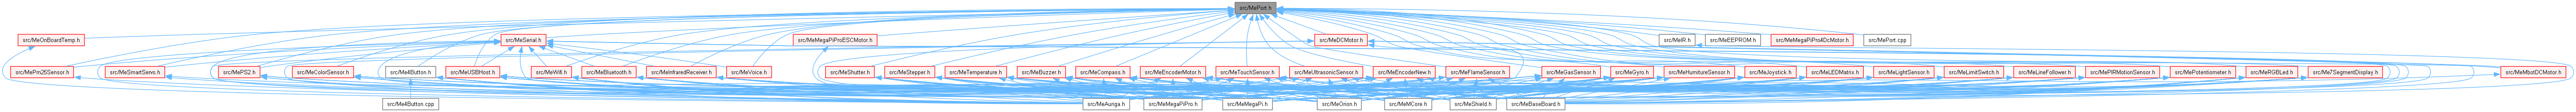 src/MePort.h
src/MeOnBoardTemp.h
src/MeSerial.h
src/MeMegaPiProESCMotor.h
src/MeDCMotor.h
src/MeIR.h
src/MeEEPROM.h
src/MeMegaPiPro4DcMotor.h
src/MePort.cpp
src/MePm25Sensor.h
src/MeSmartServo.h
src/MePS2.h
src/MeColorSensor.h
src/Me4Button.h
src/MeUSBHost.h
src/MeWifi.h
src/MeBluetooth.h
src/MeInfraredReceiver.h
src/MeVoice.h
src/MeShutter.h
src/MeStepper.h
src/MeTemperature.h
src/MeBuzzer.h
src/MeCompass.h
src/MeEncoderMotor.h
src/MeTouchSensor.h
src/MeUltrasonicSensor.h
src/MeEncoderNew.h
src/MeFlameSensor.h
src/MeGasSensor.h
src/MeGyro.h
src/MeHumitureSensor.h
src/MeJoystick.h
src/MeLEDMatrix.h
src/MeLightSensor.h
src/MeLimitSwitch.h
src/MeLineFollower.h
src/MePIRMotionSensor.h
src/MePotentiometer.h
src/MeRGBLed.h
src/Me7SegmentDisplay.h
src/MeMbotDCMotor.h
src/Me4Button.cpp
src/MeAuriga.h
src/MeMegaPiPro.h
src/MeMegaPi.h
src/MeOrion.h
src/MeMCore.h
src/MeShield.h
src/MeBaseBoard.h